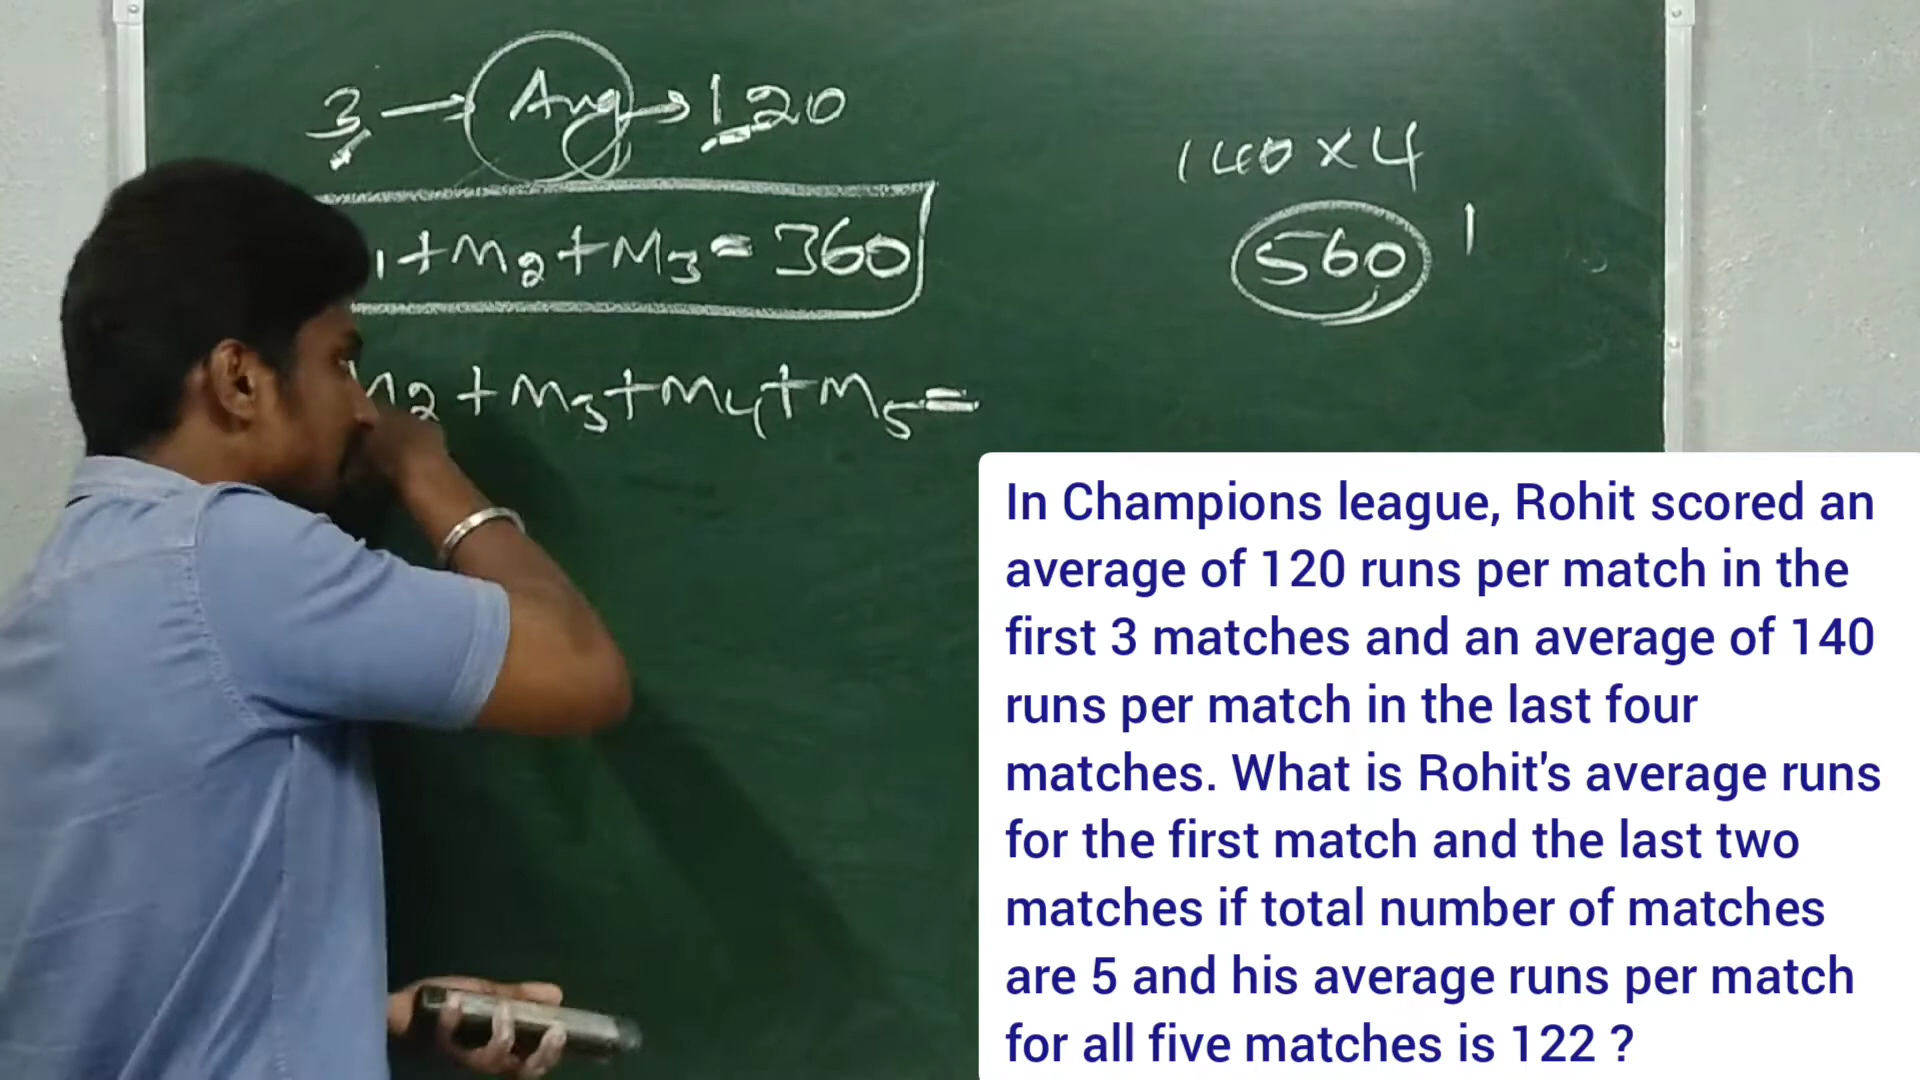 3 → Avg → 120
1 + M2 + M3 = 360
M2 + M3 + M4 + M5 =
140 × 4
560 1
In Champions league, Rohit scored an
average of 120 runs per match in the
first 3 matches and an average of 140
runs per match in the last four
matches. What is Rohit's average runs
for the first match and the last two
matches if total number of matches
are 5 and his average runs per match
for all five matches is 122 ?